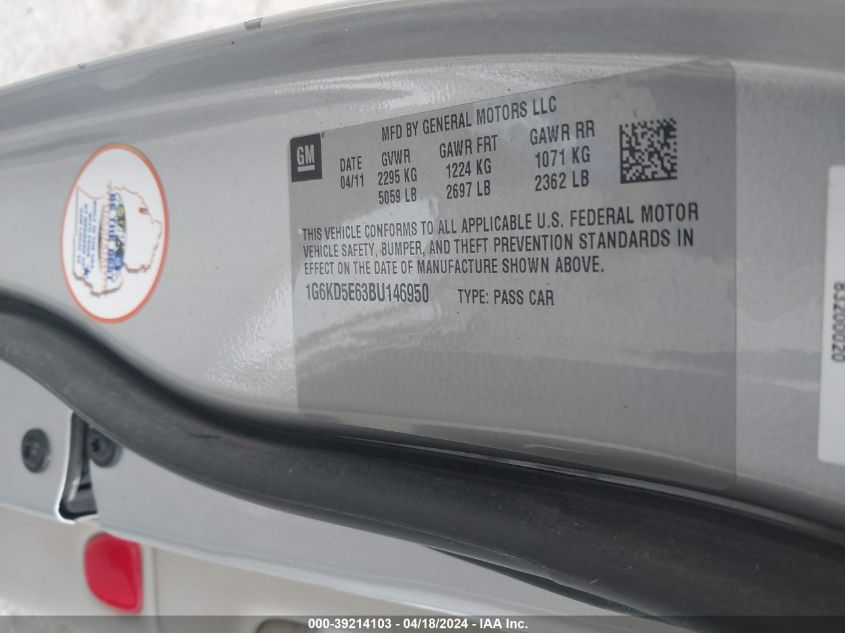 MFD BY GENERAL MOTORS LLC
GM
DATE GVWR GAWR FRT GAWR RR
04/11 2295 KG 1224 KG 1071 KG
5059 LB 2697 LB 2362 LB
THIS VEHICLE CONFORMS TO ALL APPLICABLE U.S. FEDERAL MOTOR
VEHICLE SAFETY, BUMPER, AND THEFT PREVENTION STANDARDS IN
EFFECT ON THE DATE OF MANUFACTURE SHOWN ABOVE.
1G6KD5E63BU146950 TYPE: PASS CAR
83200020
000-39214103 - 04/18/2024 - IAA Inc.